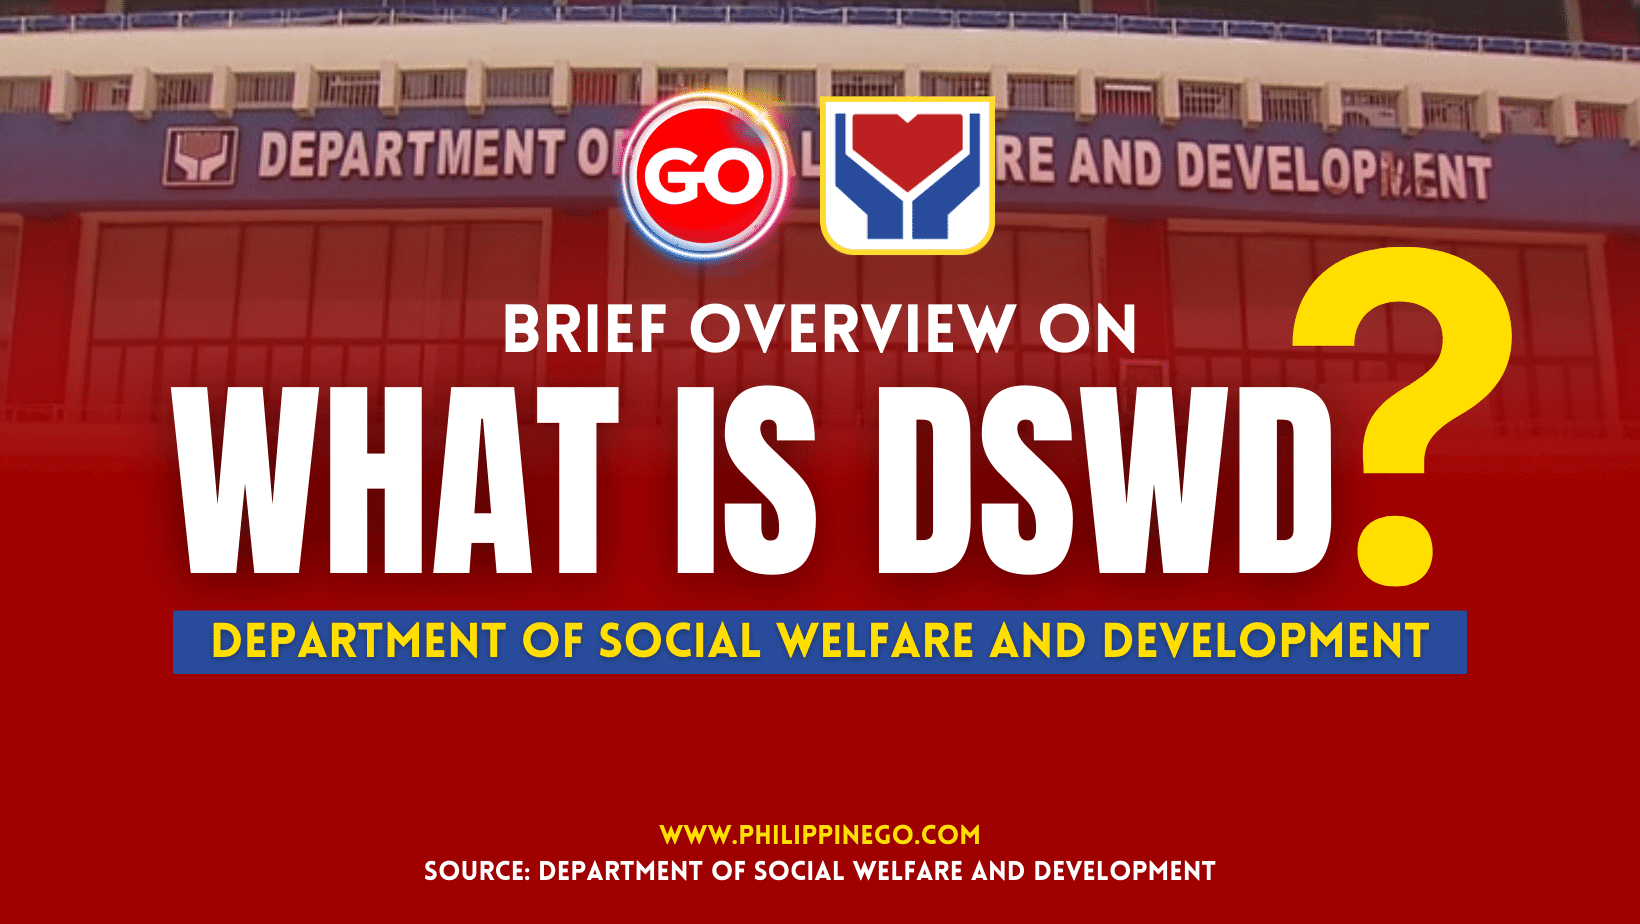 DEPARTMENT OF RE AND DEVELOPMENT
GO
BRIEF OVERVIEW ON
WHAT IS DSWD?
DEPARTMENT OF SOCIAL WELFARE AND DEVELOPMENT
WWW.PHILIPPINEGO.COM
SOURCE: DEPARTMENT OF SOCIAL WELFARE AND DEVELOPMENT